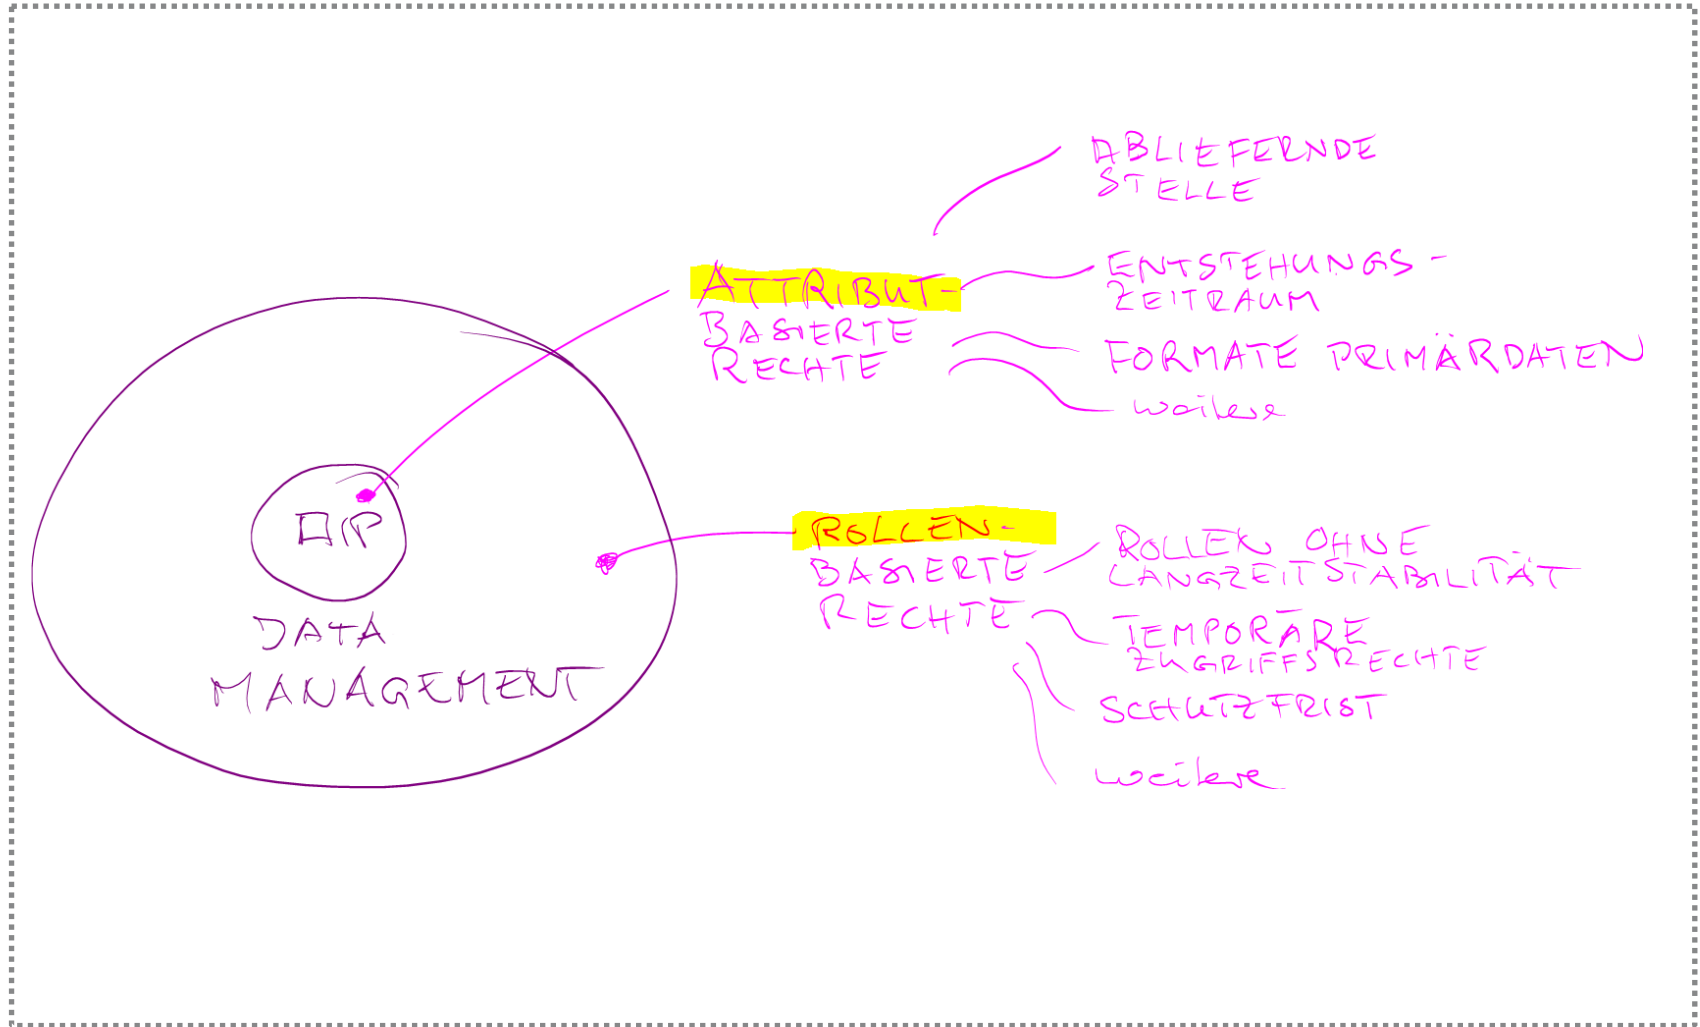 ABLIEFERNDE
STELLE
ATTRIBUT-
BASIERTE
RECHTE
ENTSTEHUNGS-
ZEITRAUM
FORMATE PRIMÄRDATEN
weitere
DATA
MANAGEMENT
ROLLEN-
BASIERTE
RECHTE
ROLLEN OHNE
LANGZEITSTABILITÄT
TEMPORÄRE
ZUGRIFFSRECHTE
SCHUTZFRIST
weitere